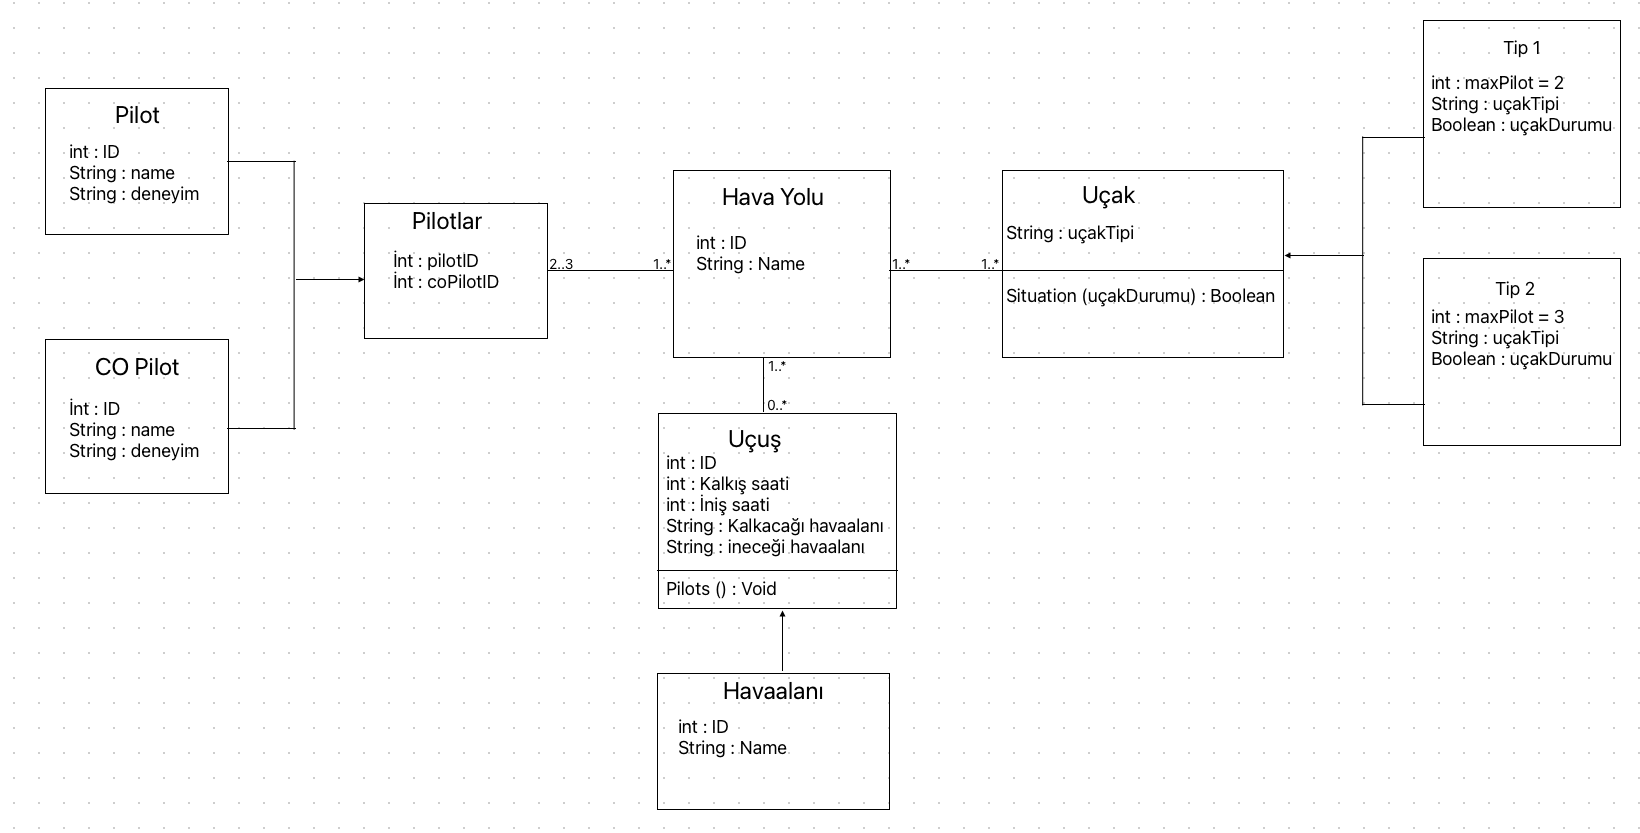 Pilot
int : ID
String : name
String : deneyim
CO Pilot
İnt : ID
String : name
String : deneyim
Pilotlar
İnt : pilotID
İnt : coPilotID
2..3
1..*
Hava Yolu
int : ID
String : Name
1..*
1..*
1..*
0..*
Uçak
String : uçakTipi
Situation (uçakDurumu) : Boolean
Tip 1
int : maxPilot = 2
String : uçakTipi
Boolean : uçakDurumu
Tip 2
int : maxPilot = 3
String : uçakTipi
Boolean : uçakDurumu
Uçuş
int : ID
int : Kalkış saati
int : İniş saati
String : Kalkacağı havaalanı
String : ineceği havaalanı
Pilots () : Void
Havaalanı
int : ID
String : Name